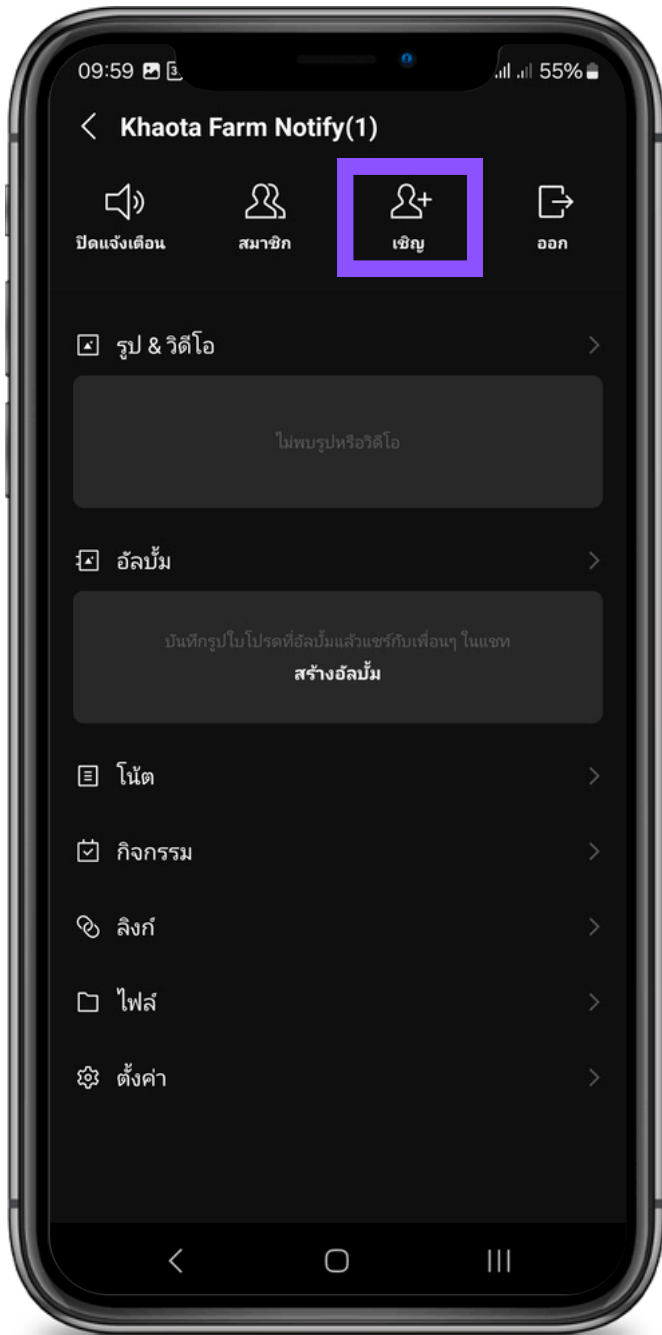 09:59
55%
Khaota Farm Notify(1)
ปิดแจ้งเตือน สมาชิก เชิญ ออก
รูป & วิดีโอ
ไม่พบรูปหรือวิดีโอ
อัลบั้ม
บันทึกรูปใบโปรดที่อัลบั้มแล้วแชร์กับเพื่อนๆ ในแชท
สร้างอัลบั้ม
โน้ต
กิจกรรม
ลิงก์
ไฟล์
ตั้งค่า